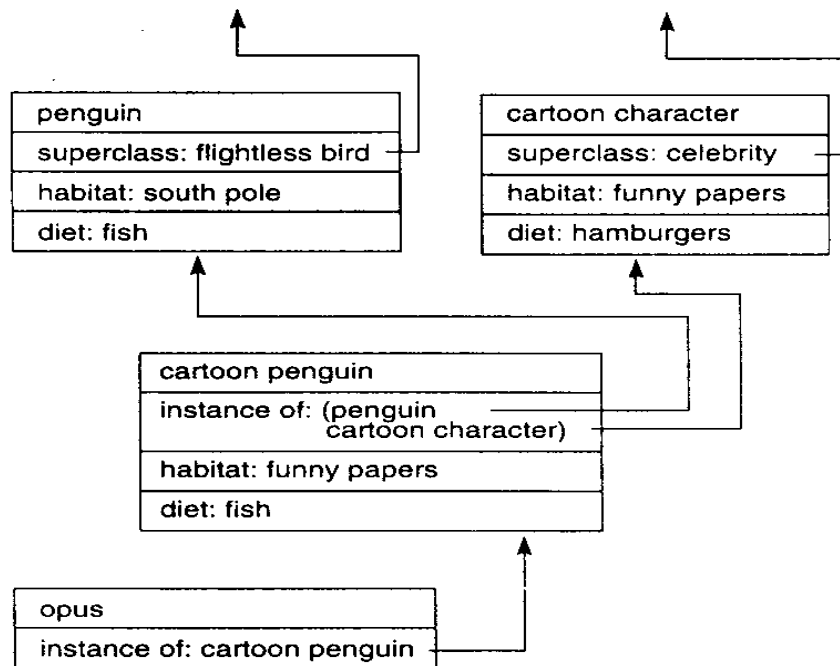 penguin
superclass: flightless bird
habitat: south pole
diet: fish
cartoon character
superclass: celebrity
habitat: funny papers
diet: hamburgers
cartoon penguin
instance of: (penguin
cartoon character)
habitat: funny papers
diet: fish
opus
instance of: cartoon penguin